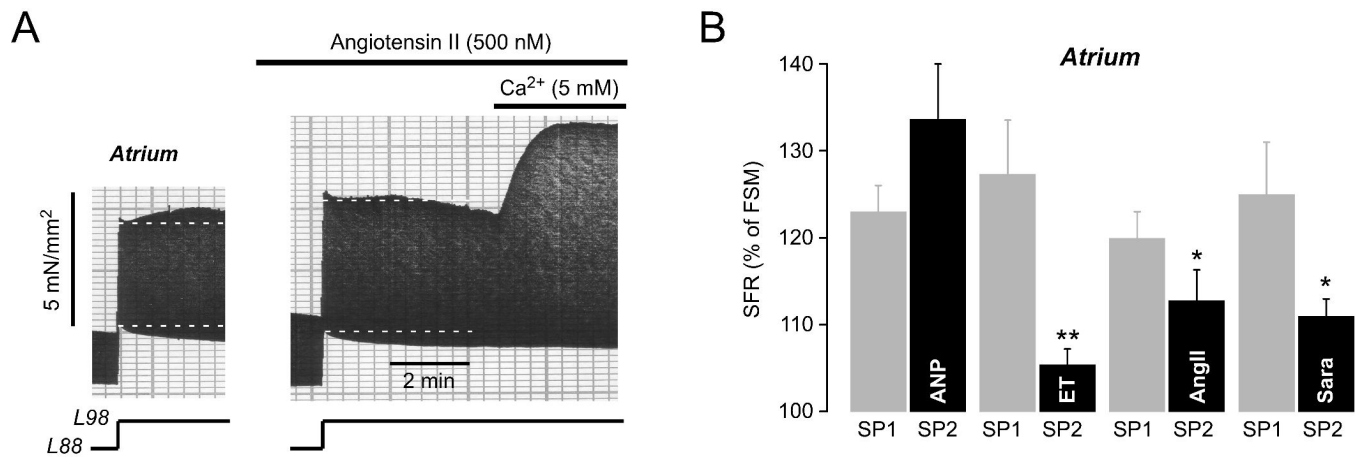 A
Angiotensin II (500 nM)
Ca2+ (5 mM)
Atrium
5 mN/mm2
2 min
L98
L88
B
Atrium
SFR (% of FSM)
140
130
120
110
100
ANP
**
ET
*
AngII
*
Sara
SP1 SP2 SP1 SP2 SP1 SP2 SP1 SP2